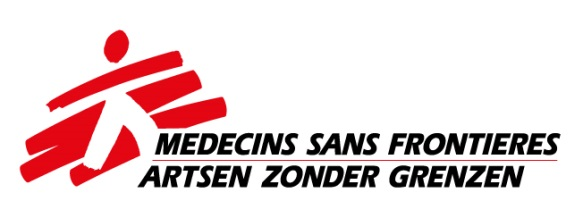 MEDECINS SANS FRONTIERES
ARTSEN ZONDER GRENZEN